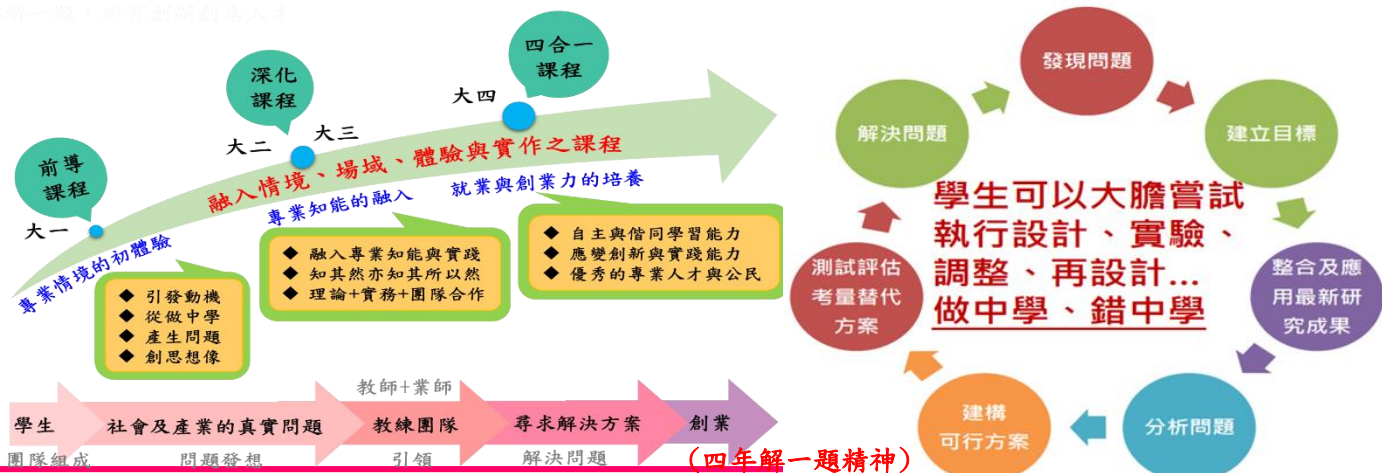 解一題，培育創新創意人才
四合一
課程
深化
課程
大四
大三
大二
前導
課程
大一
融入情境、場域、體驗與實作之課程
專業情境的初體驗
專業知能的融入
就業與創業力的培養
◆ 引發動機
◆ 從做中學
◆ 產生問題
◆ 創思想像
◆ 融入專業知能與實踐
◆ 知其然亦知其所以然
◆ 理論+實務+團隊合作
◆ 自主與偕同學習能力
◆ 應變創新與實踐能力
◆ 優秀的專業人才與公民
教師+業師
學生
社會及產業的真實問題
教練團隊
尋求解決方案
創業
團隊組成
問題發想
引領
解決問題
(四年解一題精神)
發現問題
建立目標
整合及應
用最新研
究成果
分析問題
建構
可行方案
測試評估
考量替代
方案
解決問題
學生可以大膽嘗試
執行設計、實驗、
調整、再設計...
做中學、錯中學